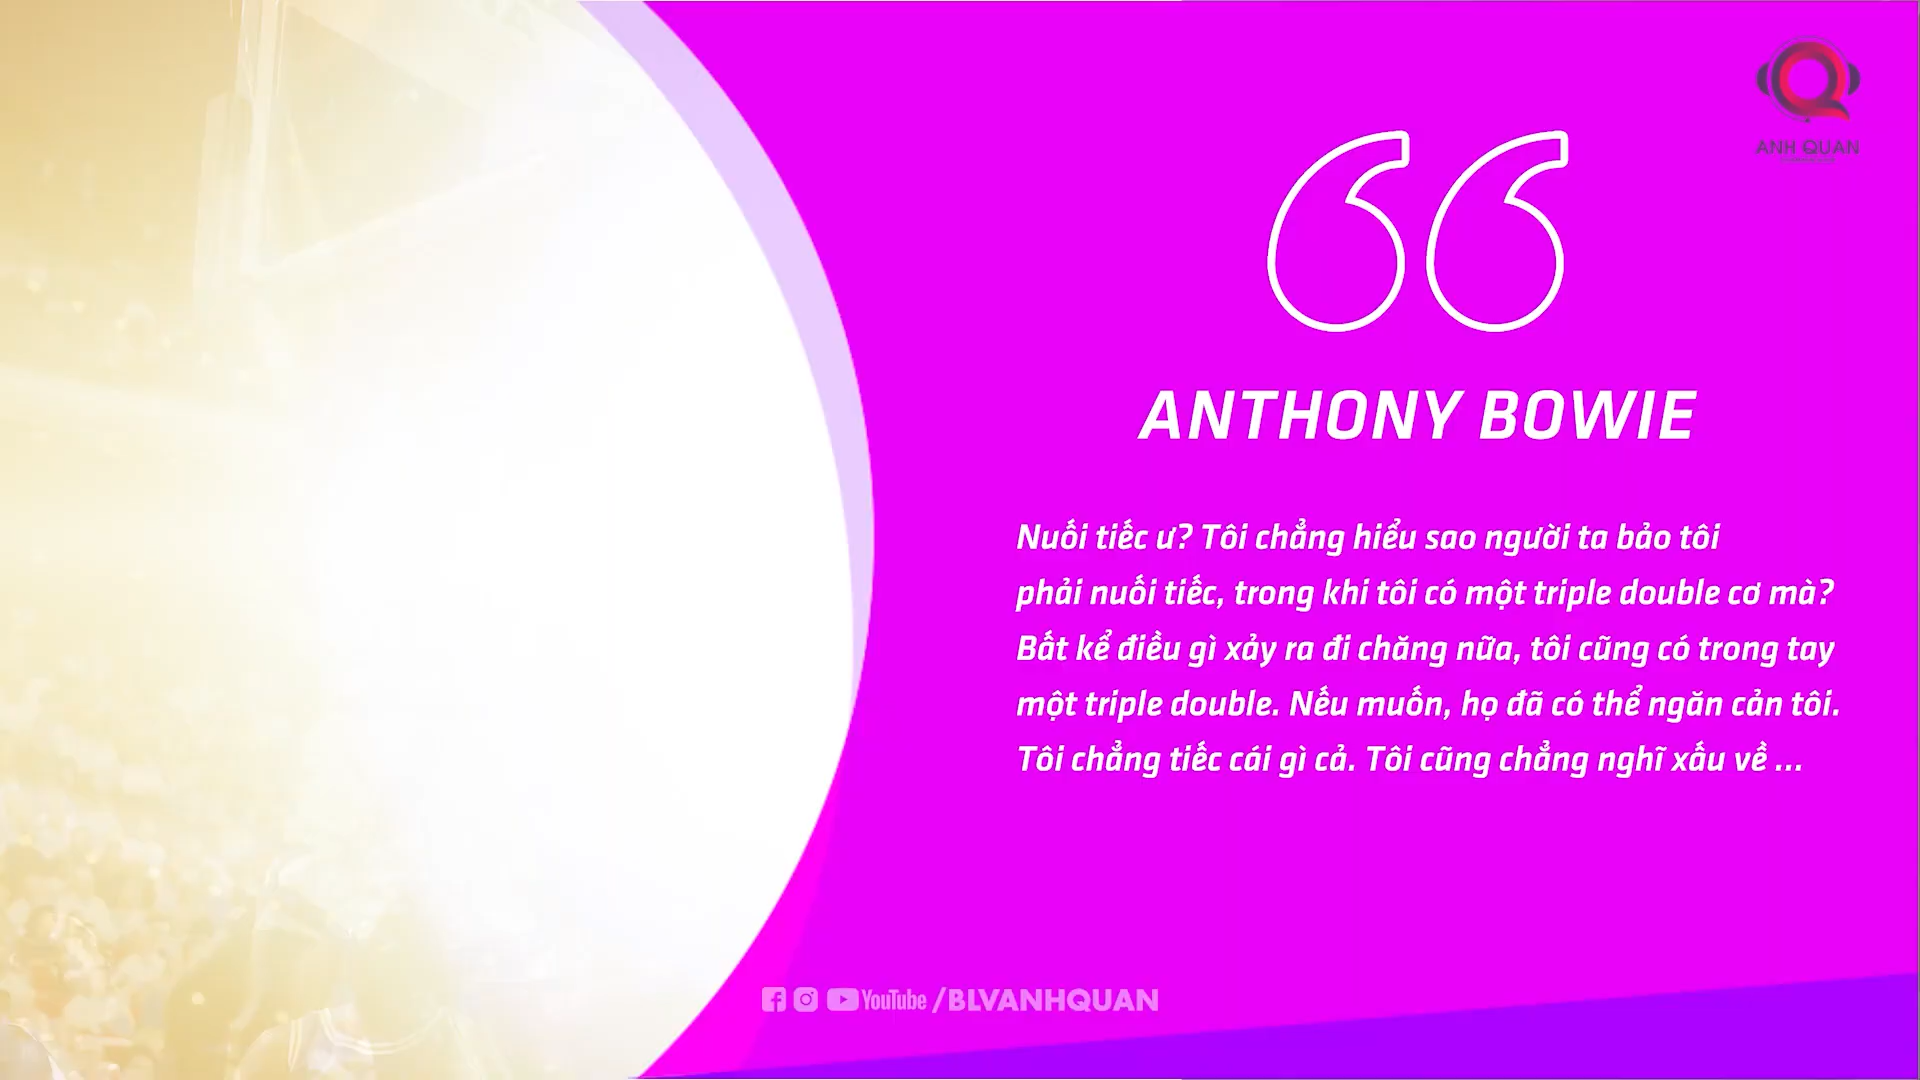 ANH QUAN
ANTHONY BOWIE
Nuối tiếc ư? Tôi chẳng hiểu sao người ta bảo tôi
phải nuối tiếc, trong khi tôi có một triple double cơ mà?
Bất kể điều gì xảy ra đi chăng nữa, tôi cũng có trong tay
một triple double. Nếu muốn, họ đã có thể ngăn cản tôi.
Tôi chẳng tiếc cái gì cả. Tôi cũng chẳng nghĩ xấu về ...
YouTube /BLVANHQUAN